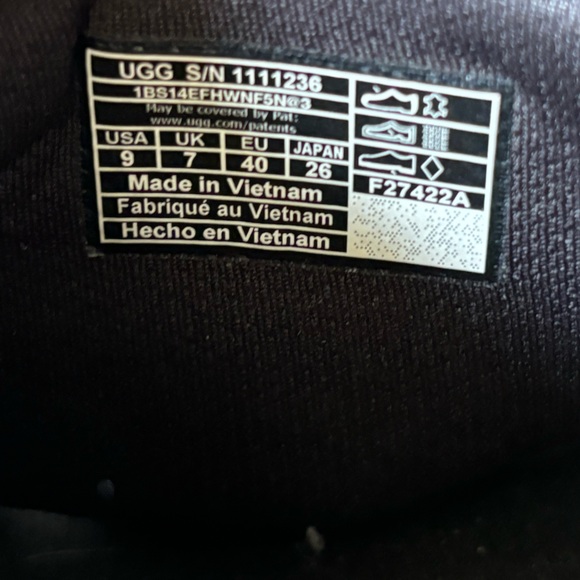 UGG S/N 1111236
1BS14EFHWNF5N@3
May be covered by Pat:
www.ugg.com/patents
USA UK EU JAPAN
9 7 40 26
Made in Vietnam
Fabriqué au Vietnam
Hecho en Vietnam
F27422A